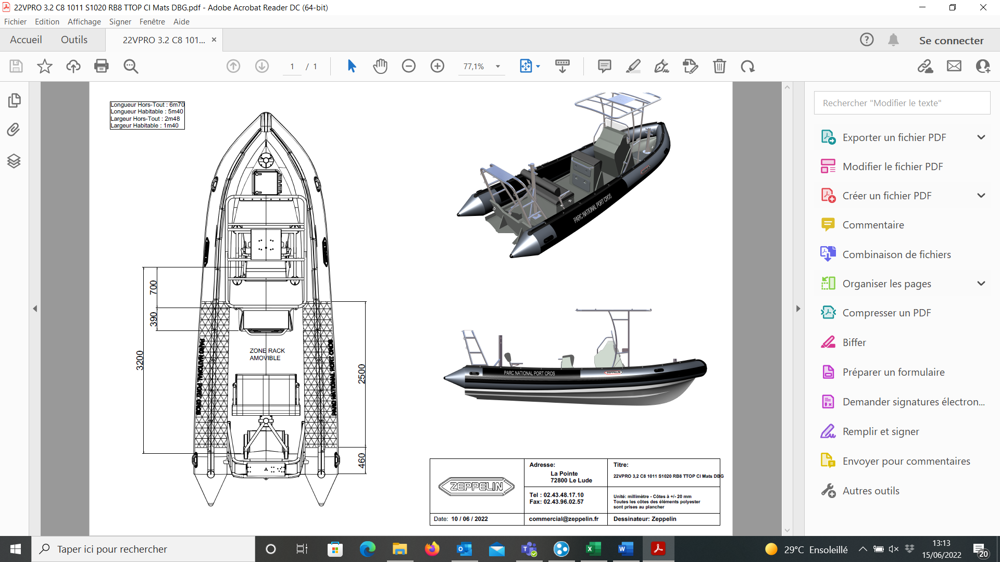 22VPRO 3.2 C8 1011 S1020 RB8 TTOP CI Mats DBG.pdf - Adobe Acrobat Reader DC (64-bit)
Fichier Edition Affichage Signer Fenêtre Aide
Accueil Outils 22VPRO 3.2 C8 101... × Se connecter
1 / 1 77,1%
Longueur Hors-Tout : 6m70
Longueur Habitable : 5m40
Largeur Hors-Tout : 2m48
Largeur Habitable : 1m40
700
390
3200
2500
460
ZONE RACK
AMOVIBLE
PARC NATIONAL PORT CROS
PARC NATIONAL PORT CROS
PARC NATIONAL PORT CROS
ZEPPELIN
PARC NATIONAL PORT CROS
ZEPPELIN
ZEPPELIN
Date: 10 / 06 / 2022
Adresse:
La Pointe
72800 Le Lude
Tel : 02.43.48.17.10
Fax: 02.43.96.02.57
commercial@zeppelin.fr
Titre:
22VPRO 3,2 C8 1011 S1020 RB8 TTOP CI Mats DBG
Unité: millimètre - Côtes à +/- 20 mm
Toutes les côtes des éléments polyester
sont prises au plancher
Dessinateur: Zeppelin
Rechercher "Modifier le texte"
Exporter un fichier PDF
Modifier le fichier PDF
Créer un fichier PDF
Commentaire
Combinaison de fichiers
Organiser les pages
Compresser un PDF
Biffer
Préparer un formulaire
Demander signatures électron...
Remplir et signer
Envoyer pour commentaires
Autres outils
Taper ici pour rechercher
29°C Ensoleillé
13:13
15/06/2022
20